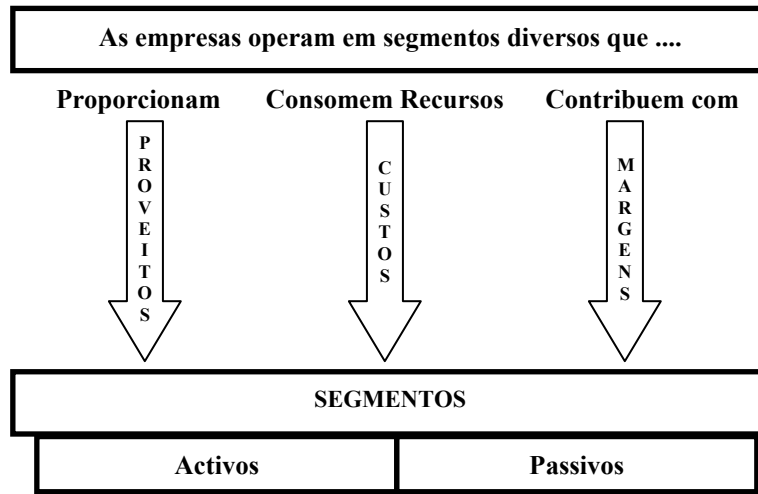 As empresas operam em segmentos diversos que ....
Proporcionam Consomem Recursos Contribuem com
PROVEITOS
CUSTOS
MARGENS
SEGMENTOS
Activos Passivos